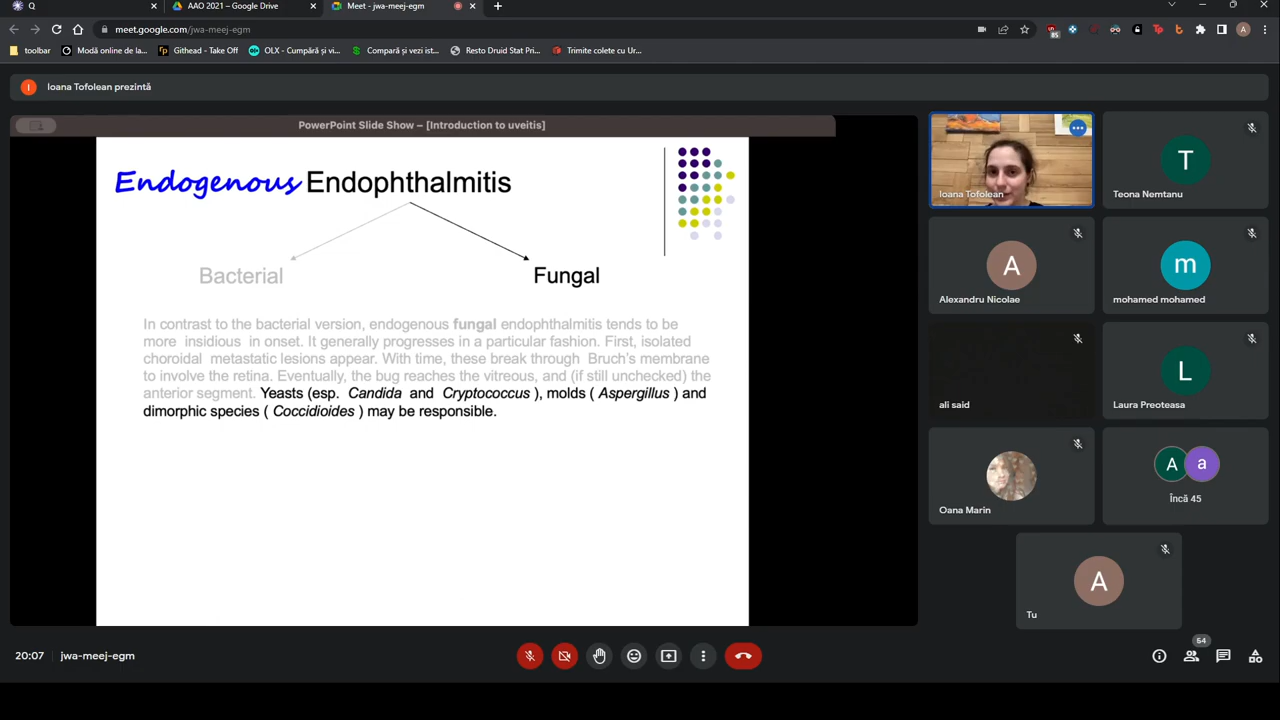 Q
AAO 2021 – Google Drive
Meet - jwa-meej-egm
meet.google.com/jwa-meej-egm
85
A
toolbar
Modă online de la...
Githead - Take Off
OLX - Cumpără și vi...
Compară și vezi ist...
Resto Druid Stat Pri...
Trimite colete cu Ur...
I
Ioana Tofolean prezintă
PowerPoint Slide Show – [Introduction to uveitis]
Endogenous Endophthalmitis
Bacterial
Fungal
In contrast to the bacterial version, endogenous fungal endophthalmitis tends to be
more insidious in onset. It generally progresses in a particular fashion. First, isolated
choroidal metastatic lesions appear. With time, these break through Bruch's membrane
to involve the retina. Eventually, the bug reaches the vitreous, and (if still unchecked) the
anterior segment. Yeasts (esp. Candida and Cryptococcus ), molds ( Aspergillus ) and
dimorphic species ( Coccidioides ) may be responsible.
Ioana Tofolean
T
Teona Nemtanu
A
Alexandru Nicolae
m
mohamed mohamed
ali said
L
Laura Preoteasa
Oana Marin
A a
Încă 45
A
Tu
20:07
jwa-meej-egm
54